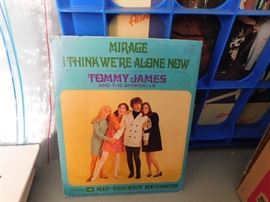 MIRAGE
I THINK WE'RE ALONE NOW
TOMMY JAMES
AND THE SHONDELLS
HIP-POCKET RECORDS